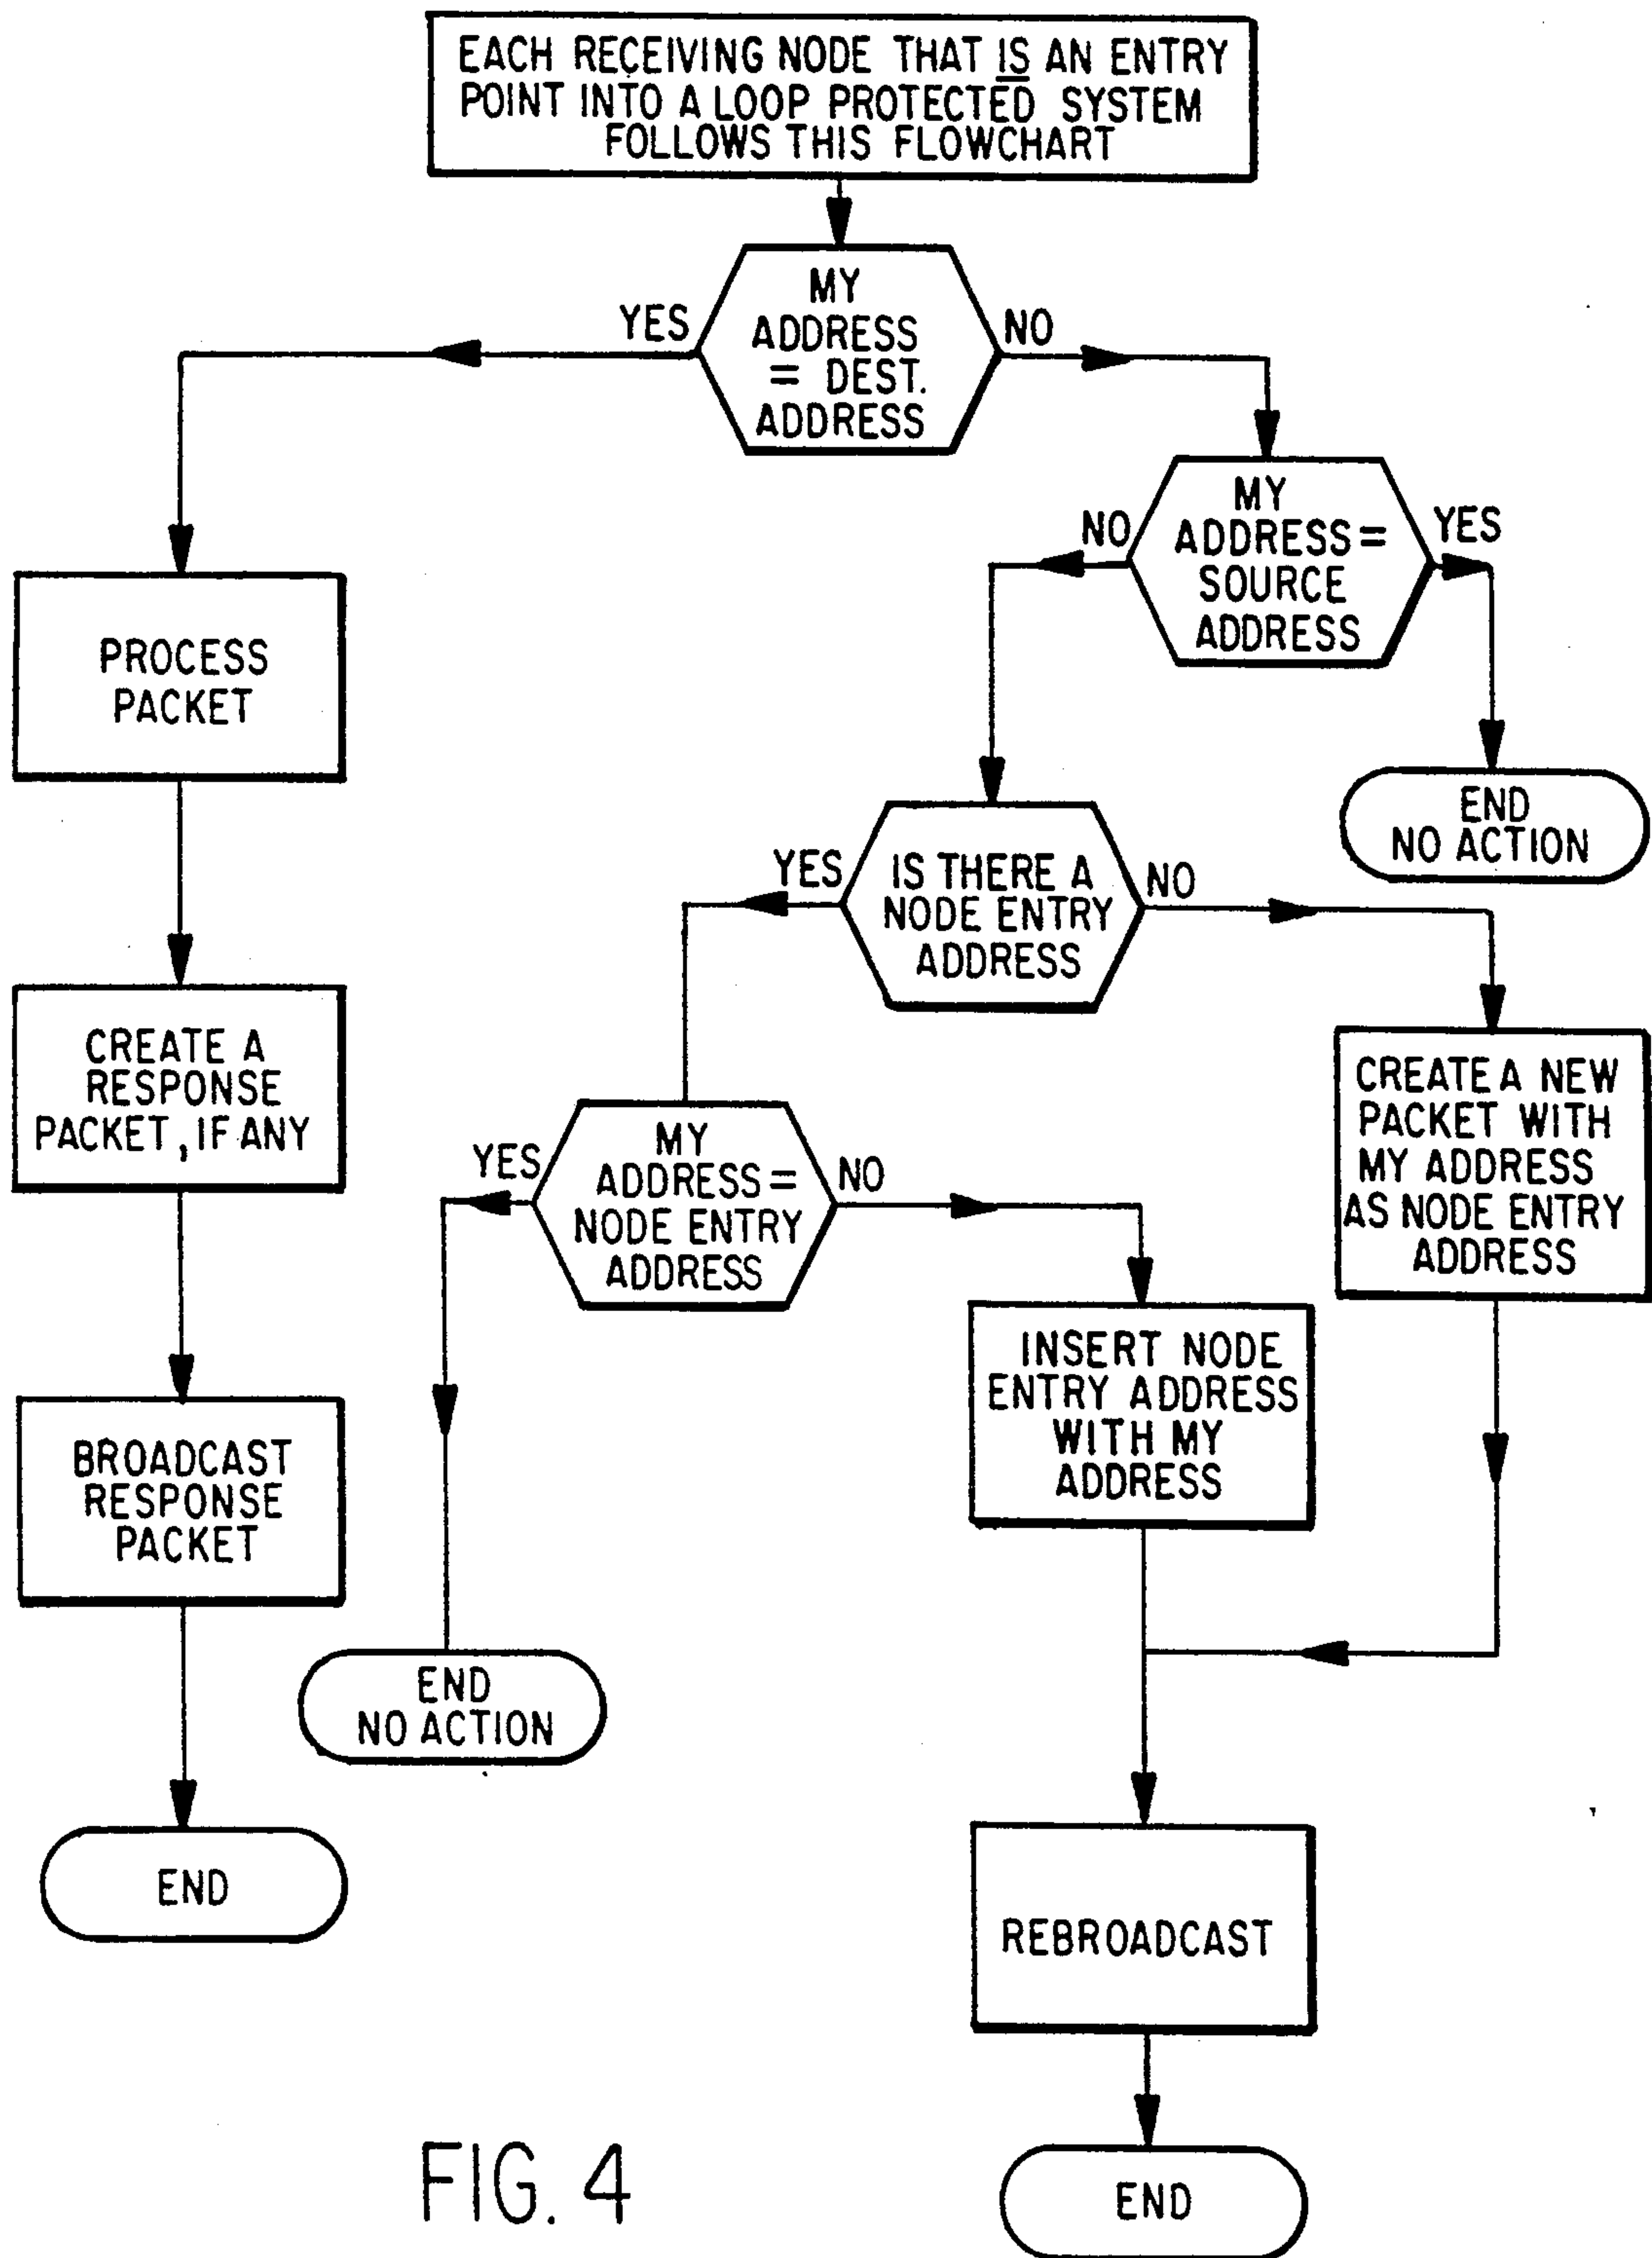 EACH RECEIVING NODE THAT IS AN ENTRY
POINT INTO A LOOP PROTECTED SYSTEM
FOLLOWS THIS FLOWCHART
MY
ADDRESS
= DEST.
ADDRESS
YES
NO
MY
ADDRESS =
SOURCE
ADDRESS
NO
YES
PROCESS
PACKET
END
NO ACTION
IS THERE A
NODE ENTRY
ADDRESS
YES
NO
CREATE A
RESPONSE
PACKET, IF ANY
CREATE A NEW
PACKET WITH
MY ADDRESS
AS NODE ENTRY
ADDRESS
MY
ADDRESS =
NODE ENTRY
ADDRESS
YES
NO
INSERT NODE
ENTRY ADDRESS
WITH MY
ADDRESS
BROADCAST
RESPONSE
PACKET
END
NO ACTION
END
REBROADCAST
END
FIG. 4